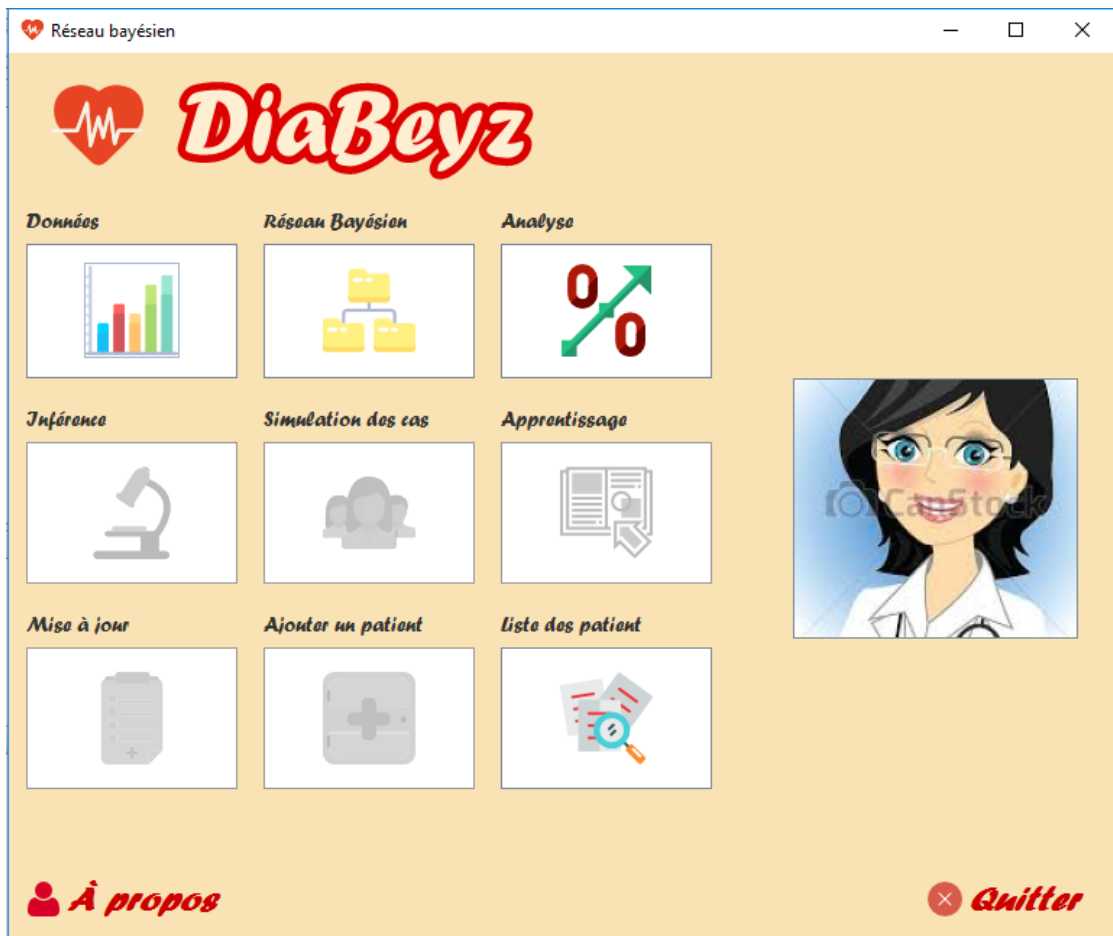 Réseau bayésien
DiaBeyz
Données
Réseau Bayésien
Analyse
Inférence
Simulation des cas
Apprentissage
CanStock
Mise à jour
Ajouter un patient
Liste des patient
À propos
Quitter